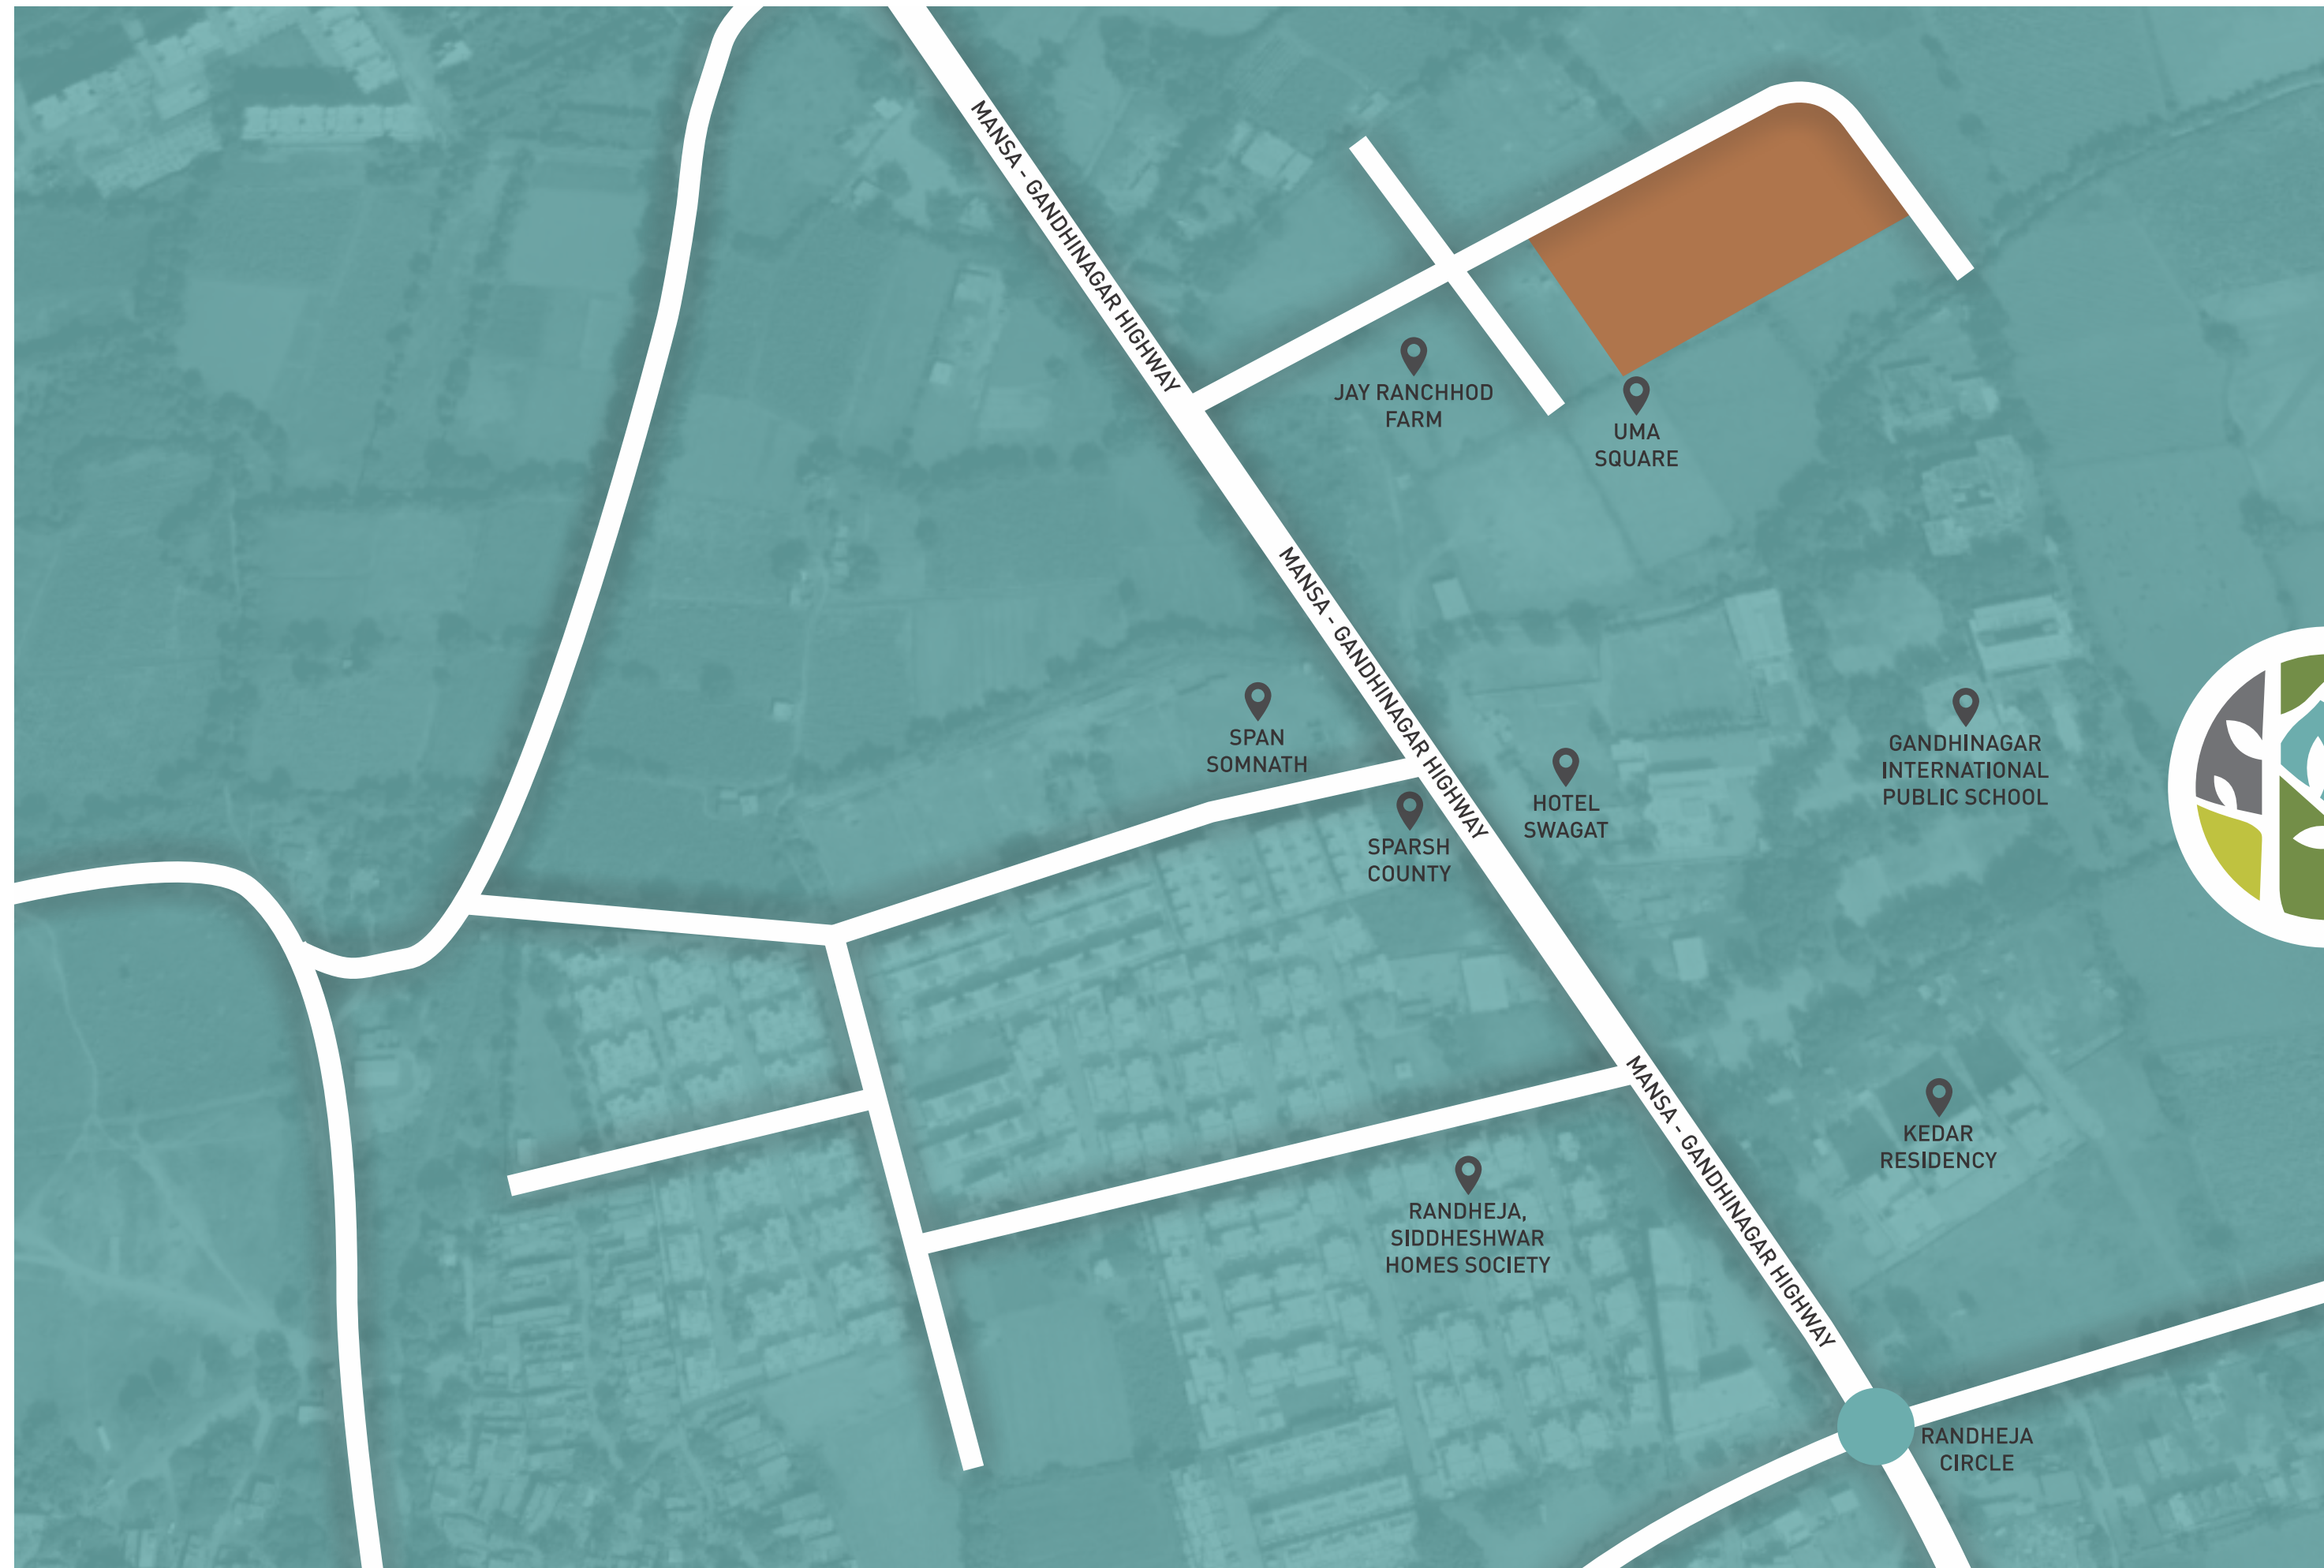 MANSA - GANDHINAGAR HIGHWAY
JAY RANCHHOD
FARM
UMA
SQUARE
MANSA - GANDHINAGAR HIGHWAY
SPAN
SOMNATH
SPARSH
COUNTY
HOTEL
SWAGAT
GANDHINAGAR
INTERNATIONAL
PUBLIC SCHOOL
MANSA - GANDHINAGAR HIGHWAY
KEDAR
RESIDENCY
RANDHEJA,
SIDDHESHWAR
HOMES SOCIETY
RANDHEJA
CIRCLE